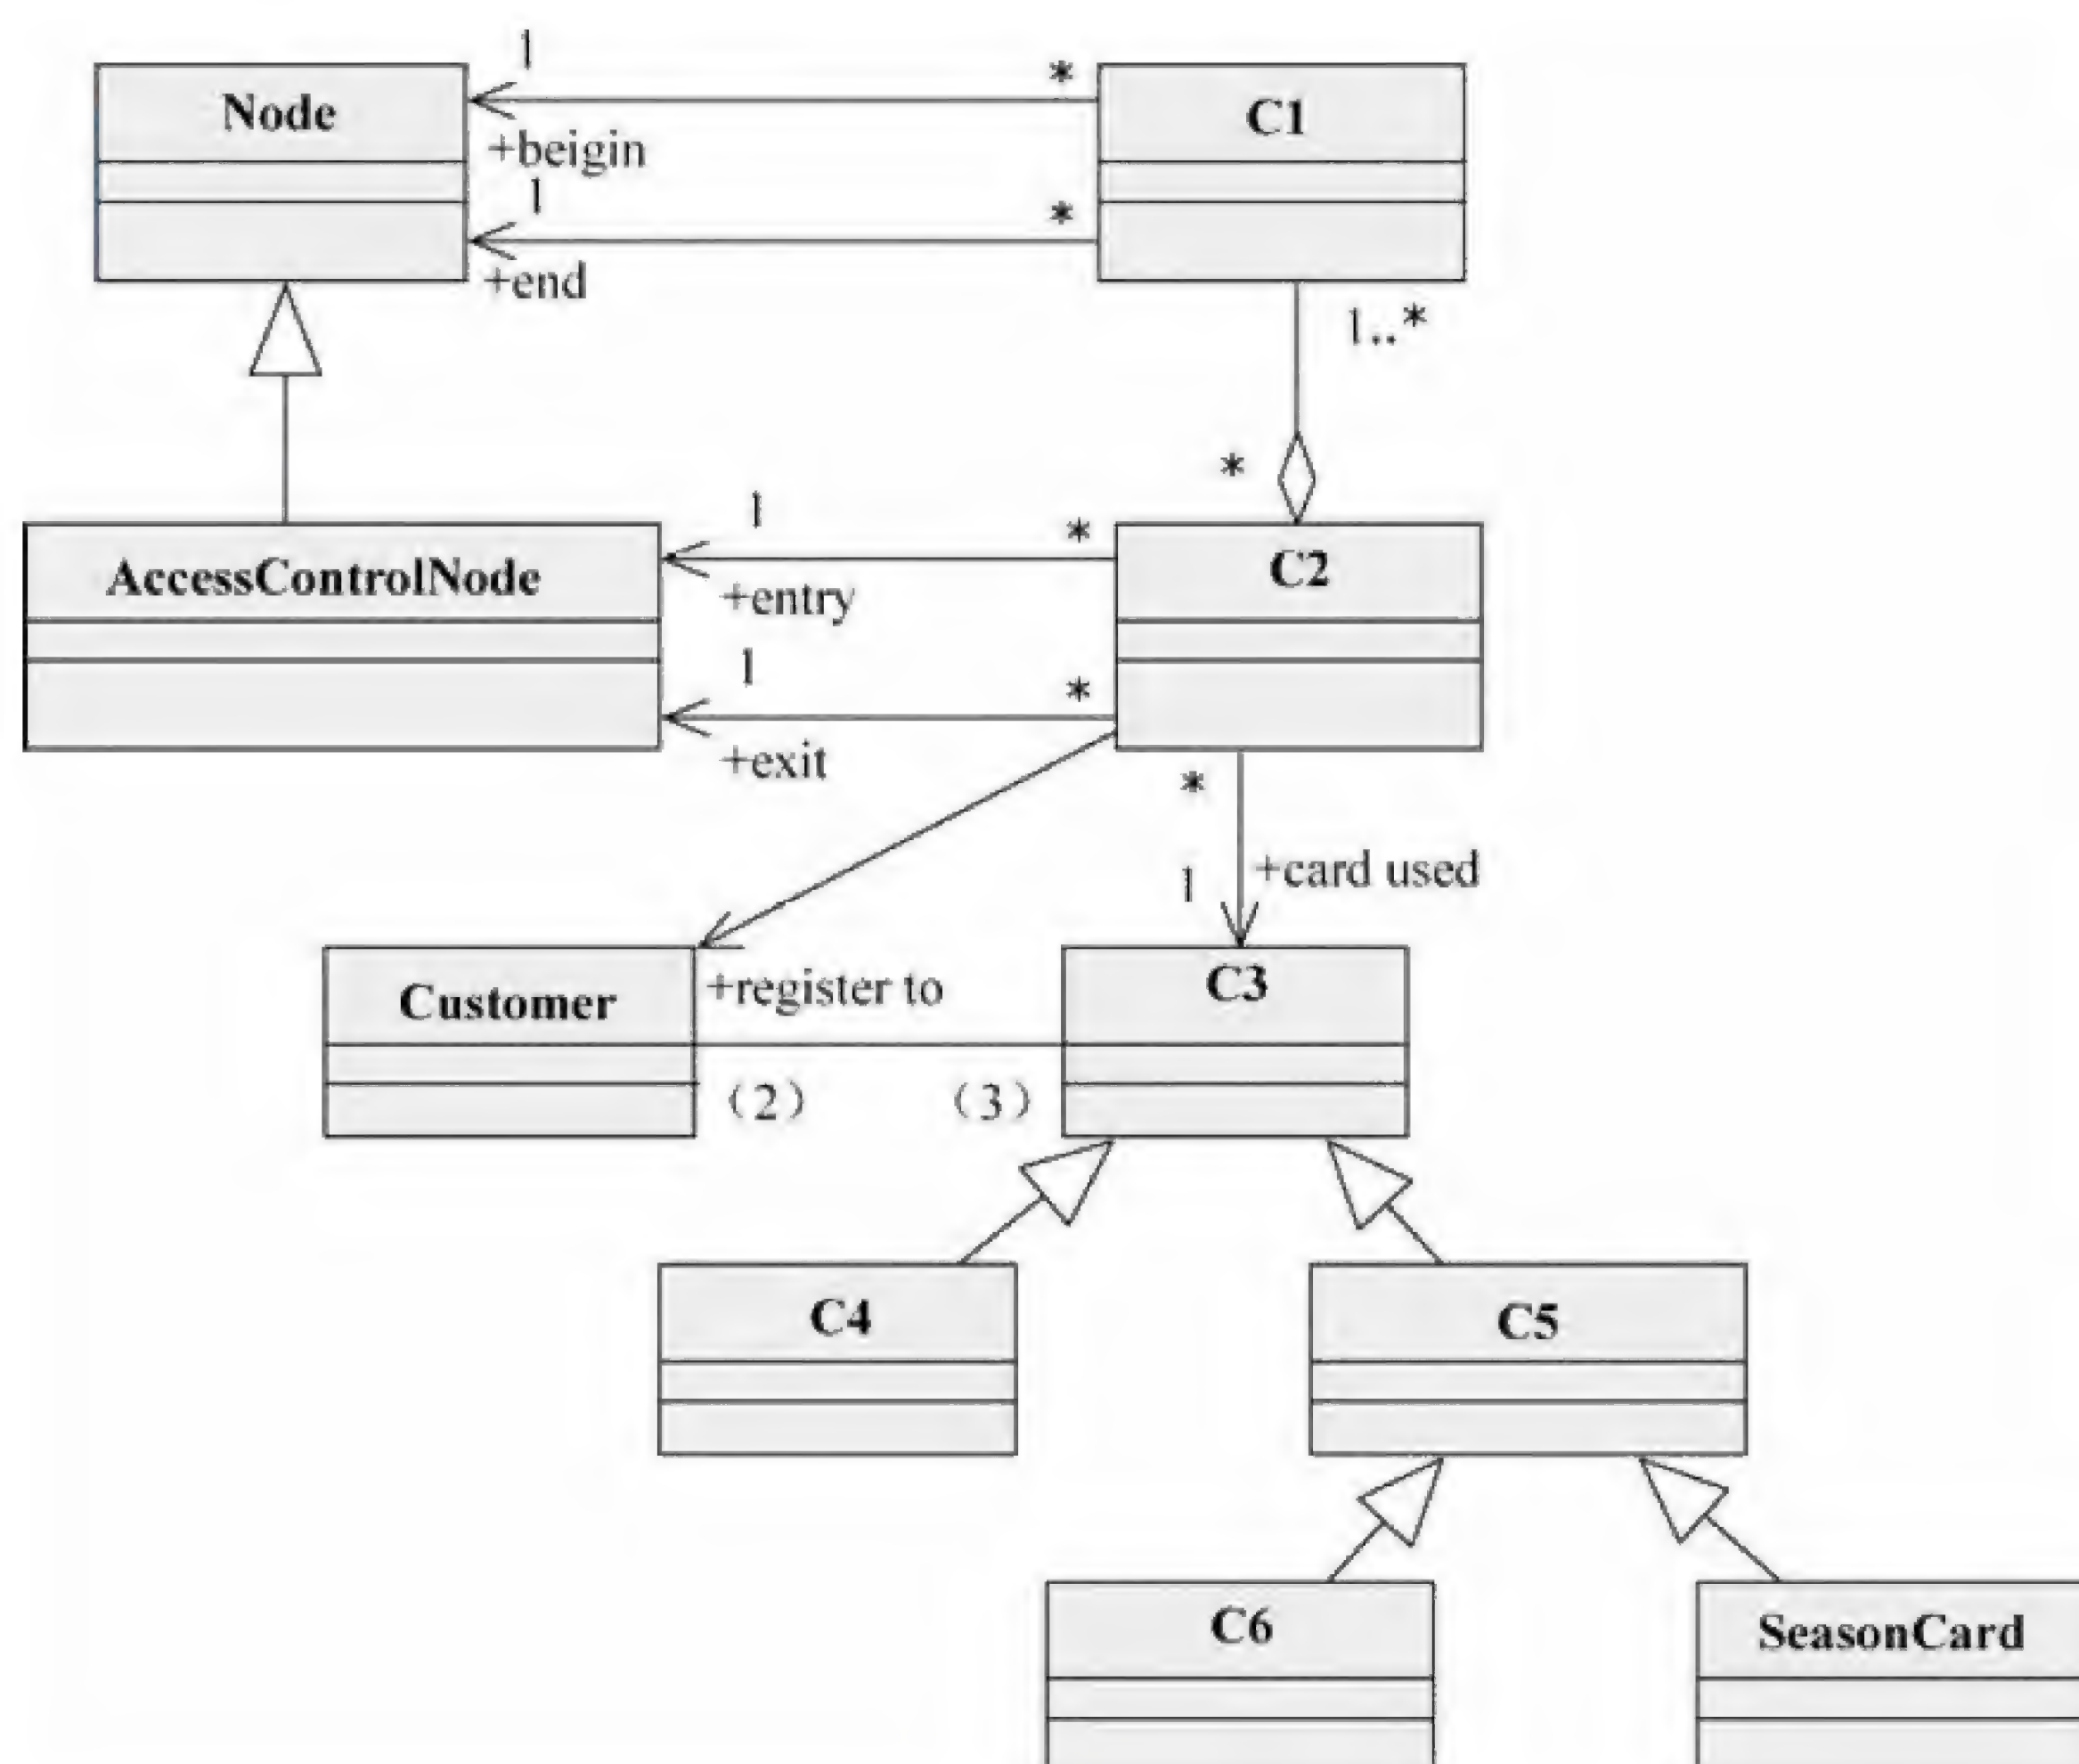 1
*
Node
C1
+beigin
1
*
+end
1..*
*
1
*
AccessControlNode
C2
+entry
1
*
+exit
*
1
+card used
Customer
+register to
C3
(2)
(3)
C4
C5
C6
SeasonCard